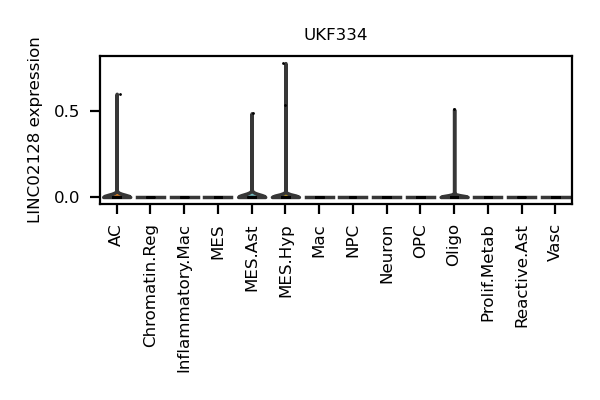 UKF334
LINC02128 expression
0.5
0.0
AC
Chromatin.Reg
Inflammatory.Mac
MES
MES.Ast
MES.Hyp
Mac
NPC
Neuron
OPC
Oligo
Prolif.Metab
Reactive.Ast
Vasc